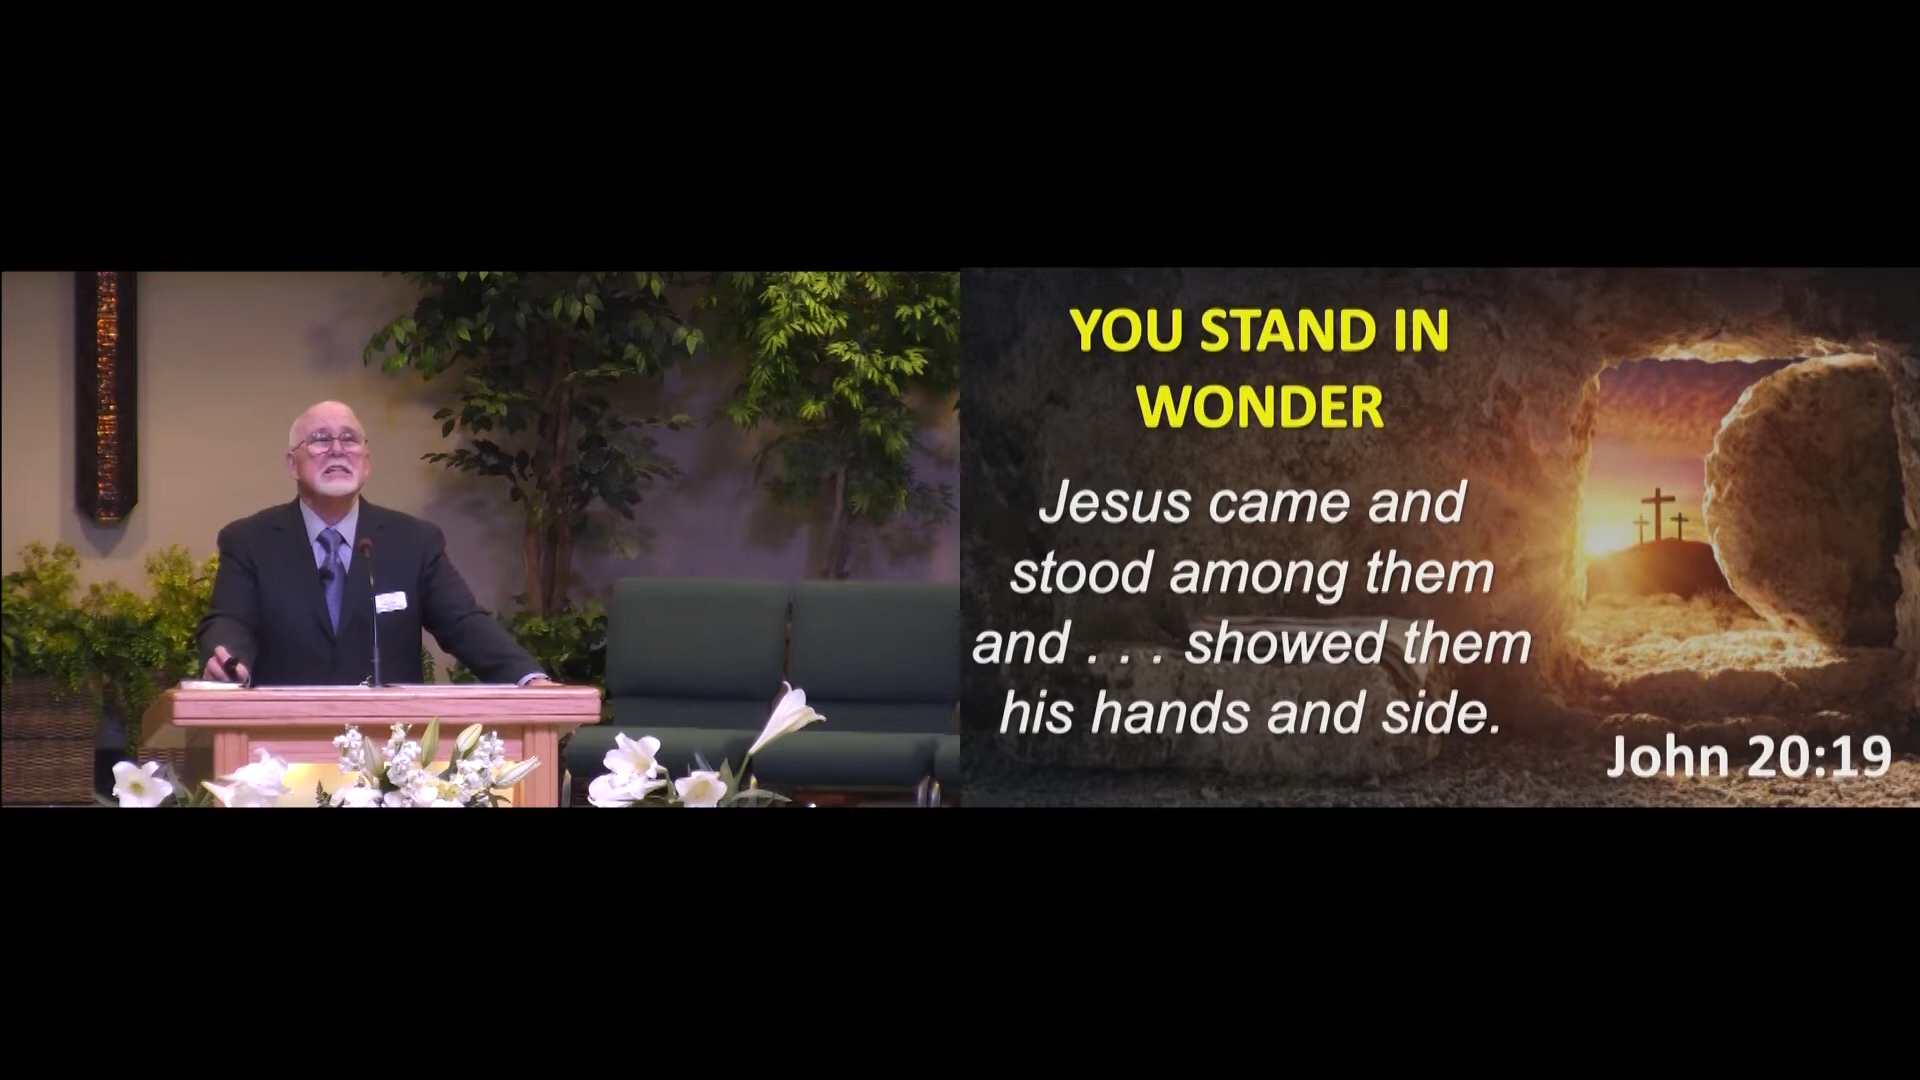 YOU STAND IN
WONDER
Jesus came and
stood among them
and . . . showed them
his hands and side.
John 20:19